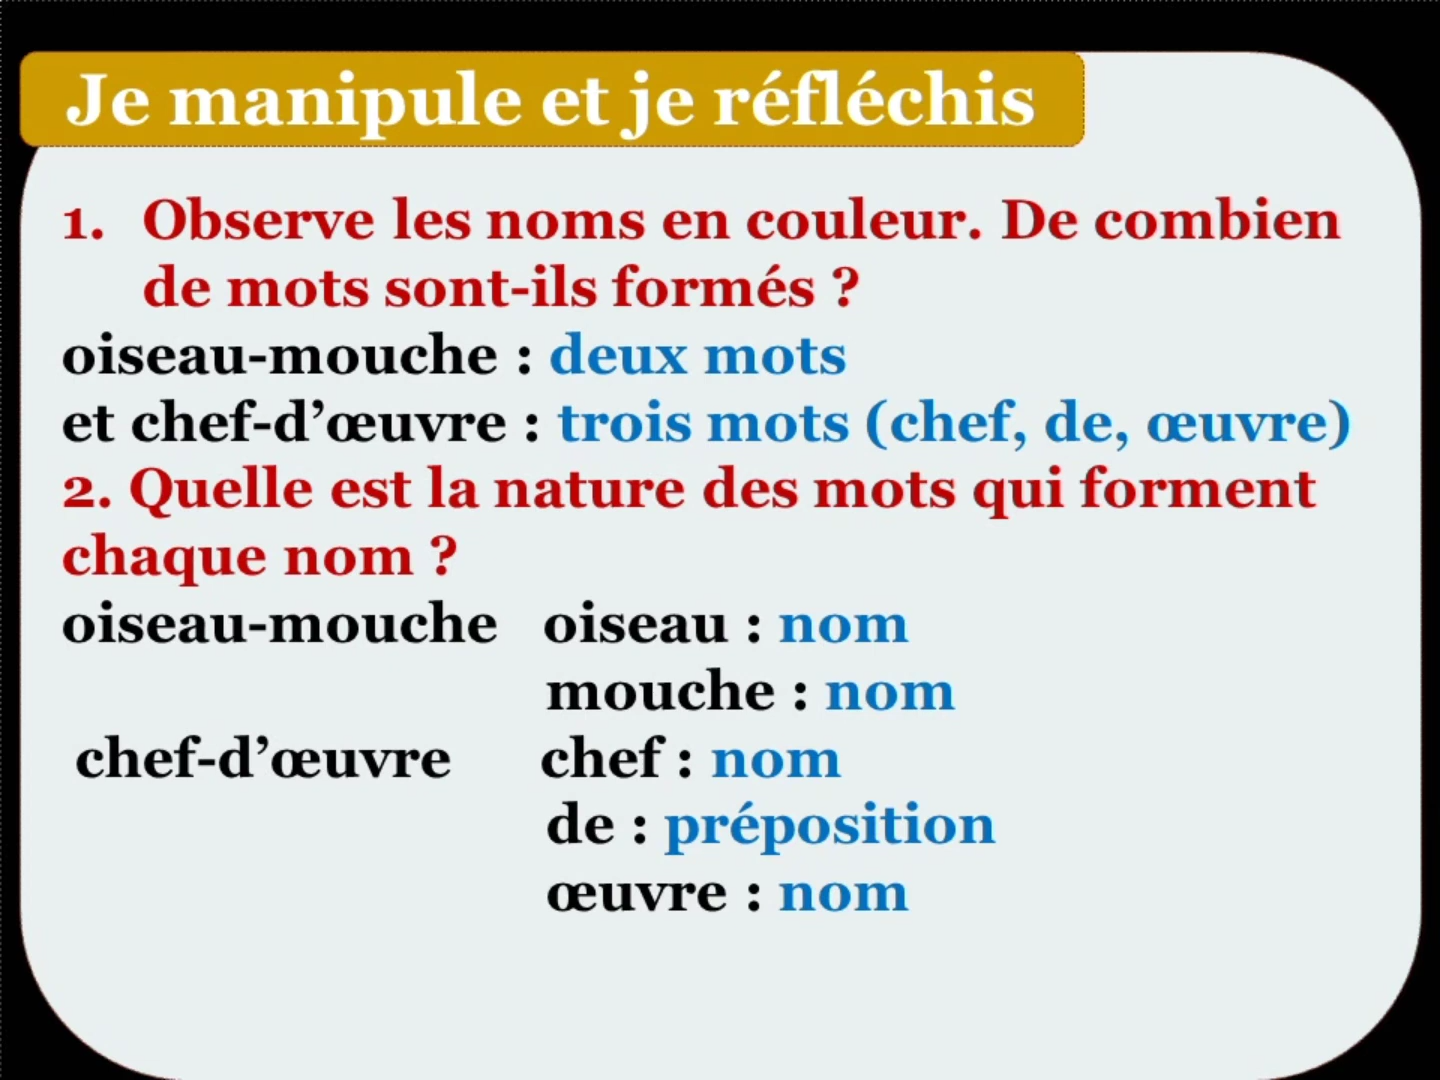 Je manipule et je réfléchis
1. Observe les noms en couleur. De combien
de mots sont-ils formés ?
oiseau-mouche : deux mots
et chef-d’œuvre : trois mots (chef, de, œuvre)
2. Quelle est la nature des mots qui forment
chaque nom ?
oiseau-mouche oiseau : nom
mouche : nom
chef-d’œuvre chef : nom
de : préposition
œuvre : nom